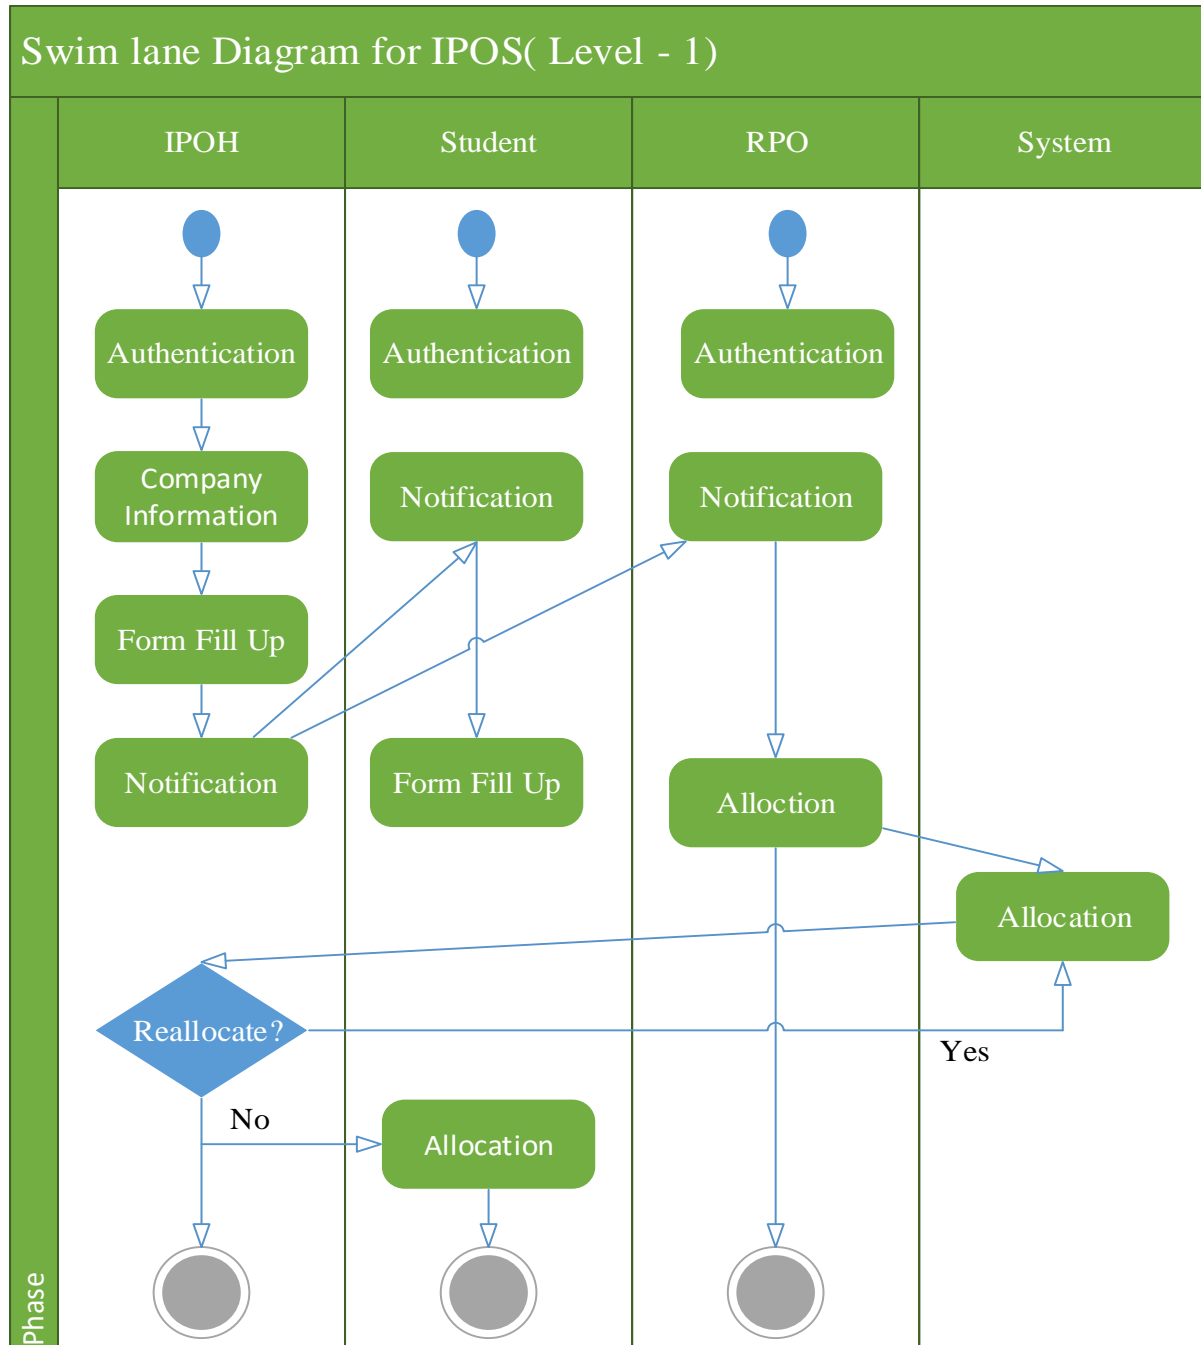 Swim lane Diagram for IPOS( Level - 1)
IPOH
Student
RPO
System
Authentication
Authentication
Authentication
Company
Information
Notification
Notification
Form Fill Up
Notification
Form Fill Up
Alloction
Allocation
Reallocate?
Yes
No
Allocation
Phase